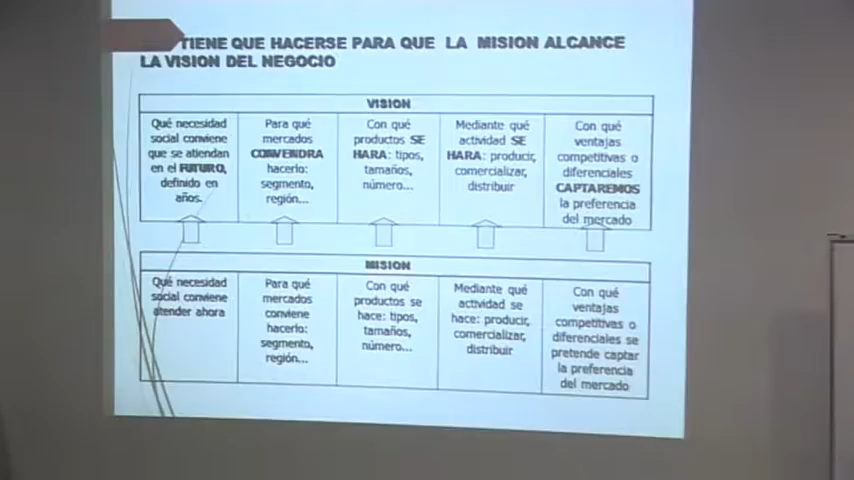 TIENE QUE HACERSE PARA QUE LA MISION ALCANCE
LA VISION DEL NEGOCIO
VISION
Qué necesidad
social conviene
que se atiendan
en el FUTURO,
definido en
años.
Para qué
mercados
CONVENDRA
hacerlo:
segmento,
región...
Con qué
productos SE
HARA: tipos,
tamaños,
número...
Mediante qué
actividad SE
HARA: producir,
comercializar,
distribuir
Con qué
ventajas
competitivas o
diferenciales
CAPTAREMOS
la preferencia
del mercado
MISION
Qué necesidad
social conviene
atender ahora
Para qué
mercados
conviene
hacerlo:
segmento,
región...
Con qué
productos se
hace: tipos,
tamaños,
número...
Mediante qué
actividad se
hace: producir,
comercializar,
distribuir
Con qué
ventajas
competitivas o
diferenciales se
pretende captar
la preferencia
del mercado